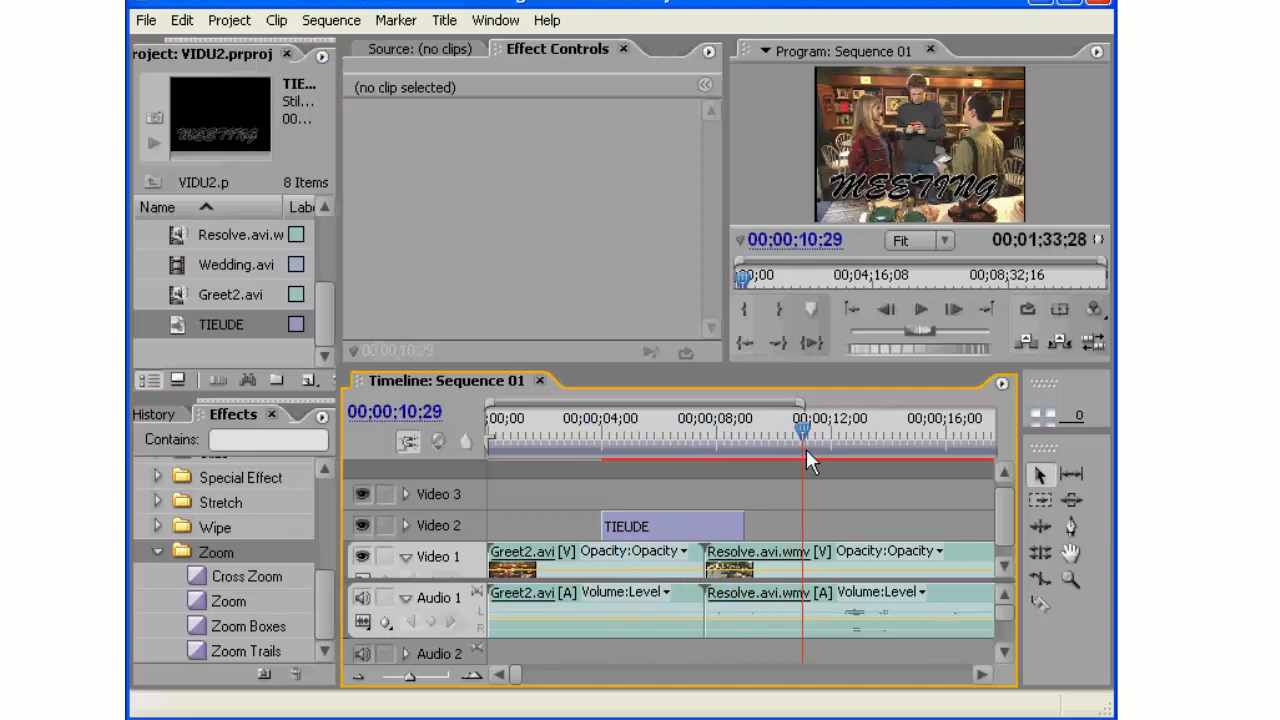 File Edit Project Clip Sequence Marker Title Window Help
roject: VIDU2.prproj
Source: (no clips)
Effect Controls
Program: Sequence 01
TIE...
Stil...
00...
MEETING
(no clip selected)
VIDU2.p
8 Items
Name
Lab
Resolve.avi.w
Wedding.avi
Greet2.avi
TIEUDE
MEETING
00;00;10;29
Fit
00;01;33;28
;00
00;04;16;08
00;08;32;16
00;00;10;29
Timeline: Sequence 01
00;00;10;29
;00;00
00;00;04;00
00;00;08;00
00;00;12;00
00;00;16;00
0
History
Effects
Contains:
Special Effect
Stretch
Wipe
Zoom
Cross Zoom
Zoom
Zoom Boxes
Zoom Trails
Video 3
Video 2
TIEUDE
Video 1
Greet2.avi [V] Opacity:Opacity
Resolve.avi.wmv [V] Opacity:Opacity
Audio 1
L
R
Greet2.avi [A] Volume:Level
Resolve.avi.wmv [A] Volume:Level
Audio 2